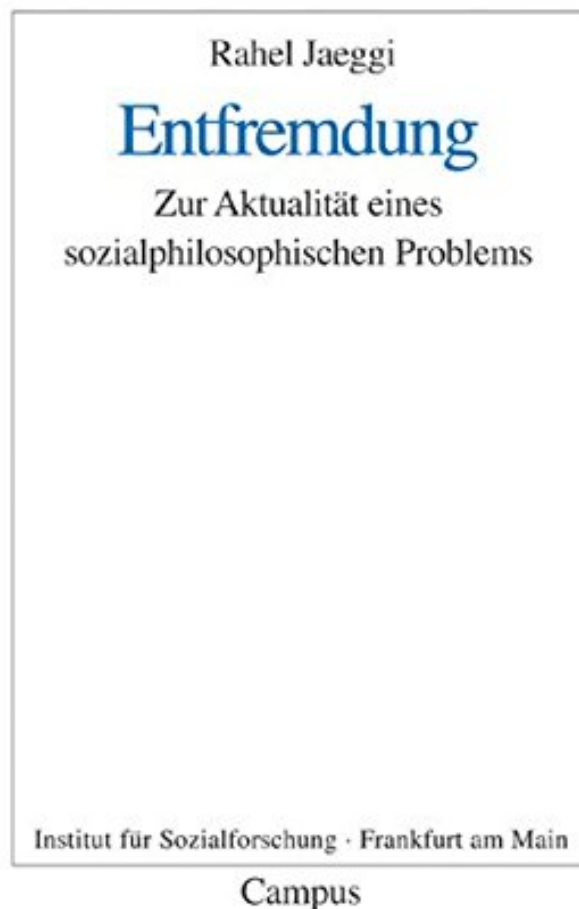 Rahel Jaeggi
Entfremdung
Zur Aktualität eines
sozialphilosophischen Problems
Institut für Sozialforschung · Frankfurt am Main
Campus